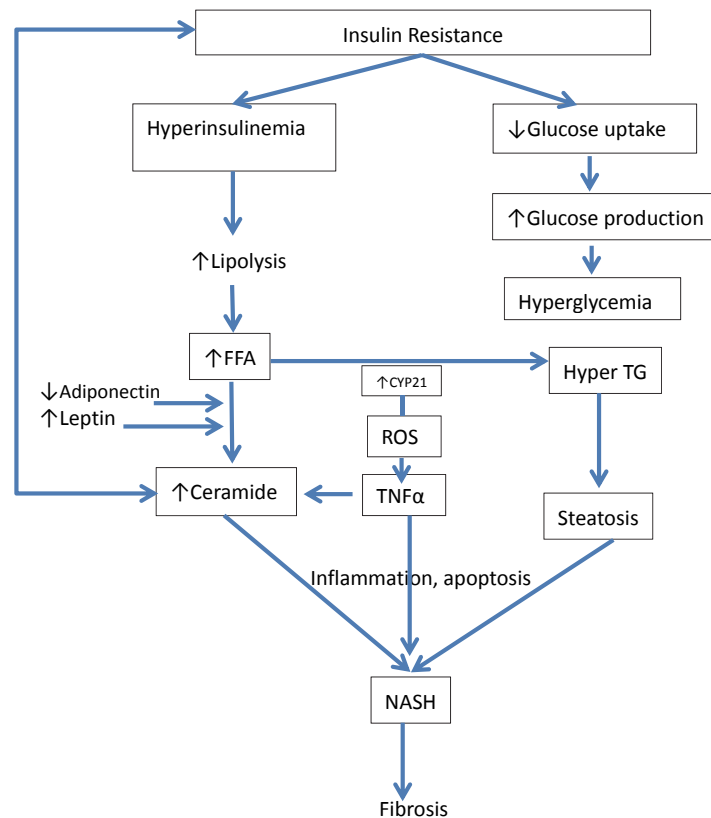 Insulin Resistance
Hyperinsulinemia
↓Glucose uptake
↑Glucose production
↑Lipolysis
Hyperglycemia
↑FFA
Hyper TG
↑CYP21
↓Adiponectin
↑Leptin
ROS
↑Ceramide
TNFα
Steatosis
Inflammation, apoptosis
NASH
Fibrosis